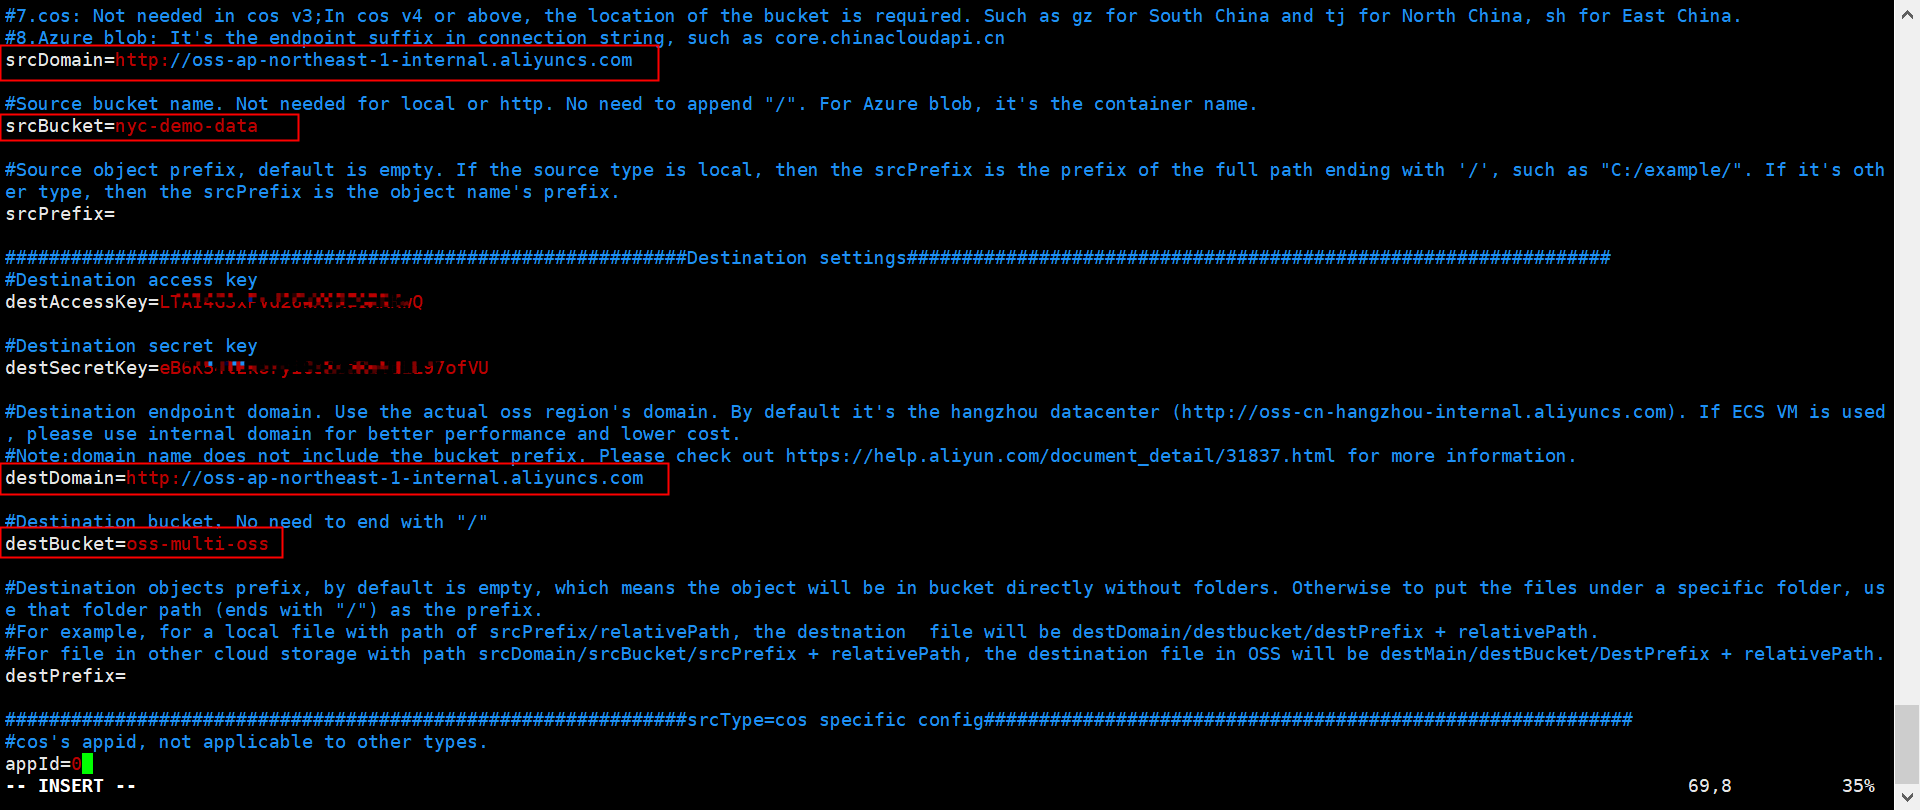 #7.cos: Not needed in cos v3;In cos v4 or above, the location of the bucket is required. Such as gz for South China and tj for North China, sh for East China.
#8.Azure blob: It's the endpoint suffix in connection string, such as core.chinacloudapi.cn
srcDomain=http://oss-ap-northeast-1-internal.aliyuncs.com
#Source bucket name. Not needed for local or http. No need to append "/". For Azure blob, it's the container name.
srcBucket=nyc-demo-data
#Source object prefix, default is empty. If the source type is local, then the srcPrefix is the prefix of the full path ending with '/', such as "C:/example/". If it's oth
er type, then the srcPrefix is the object name's prefix.
srcPrefix=
##############################################################Destination settings################################################################
#Destination access key
destAccessKey=
#Destination secret key
destSecretKey=
#Destination endpoint domain. Use the actual oss region's domain. By default it's the hangzhou datacenter (http://oss-cn-hangzhou-internal.aliyuncs.com). If ECS VM is used
, please use internal domain for better performance and lower cost.
#Note:domain name does not include the bucket prefix. Please check out https://help.aliyun.com/document_detail/31837.html for more information.
destDomain=http://oss-ap-northeast-1-internal.aliyuncs.com
#Destination bucket. No need to end with "/"
destBucket=oss-multi-oss
#Destination objects prefix, by default is empty, which means the object will be in bucket directly without folders. Otherwise to put the files under a specific folder, us
e that folder path (ends with "/") as the prefix.
#For example, for a local file with path of srcPrefix/relativePath, the destnation  file will be destDomain/destbucket/destPrefix + relativePath.
#For file in other cloud storage with path srcDomain/srcBucket/srcPrefix + relativePath, the destination file in OSS will be destMain/destBucket/DestPrefix + relativePath.
destPrefix=
##############################################################srcType=cos specific config###########################################################
#cos's appid, not applicable to other types.
appId=0
-- INSERT -- 69,8 35%